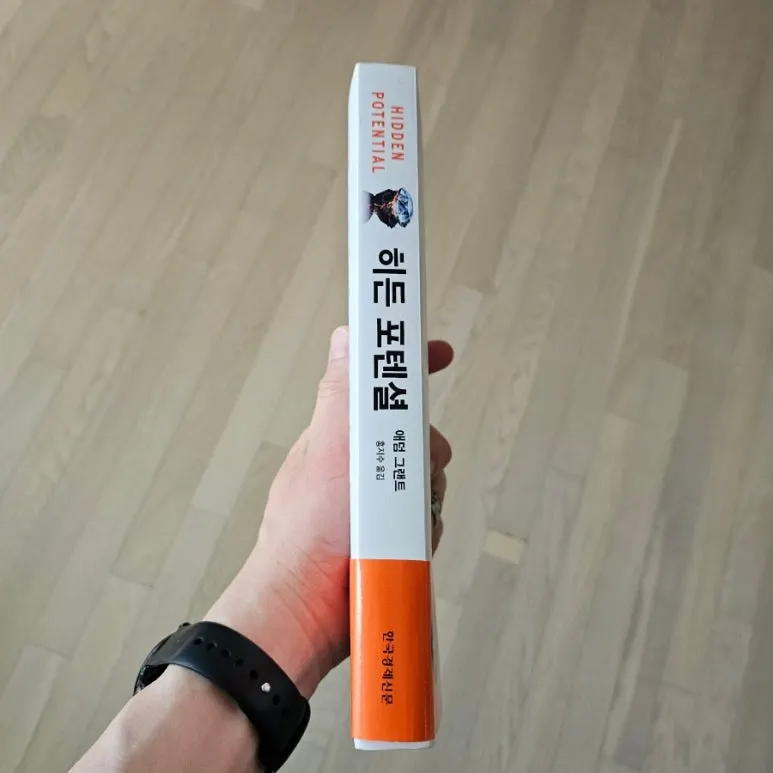 HIDDEN
POTENTIAL
히든 포텐셜
애덤 그랜트
홍지수 옮김
한국경제신문